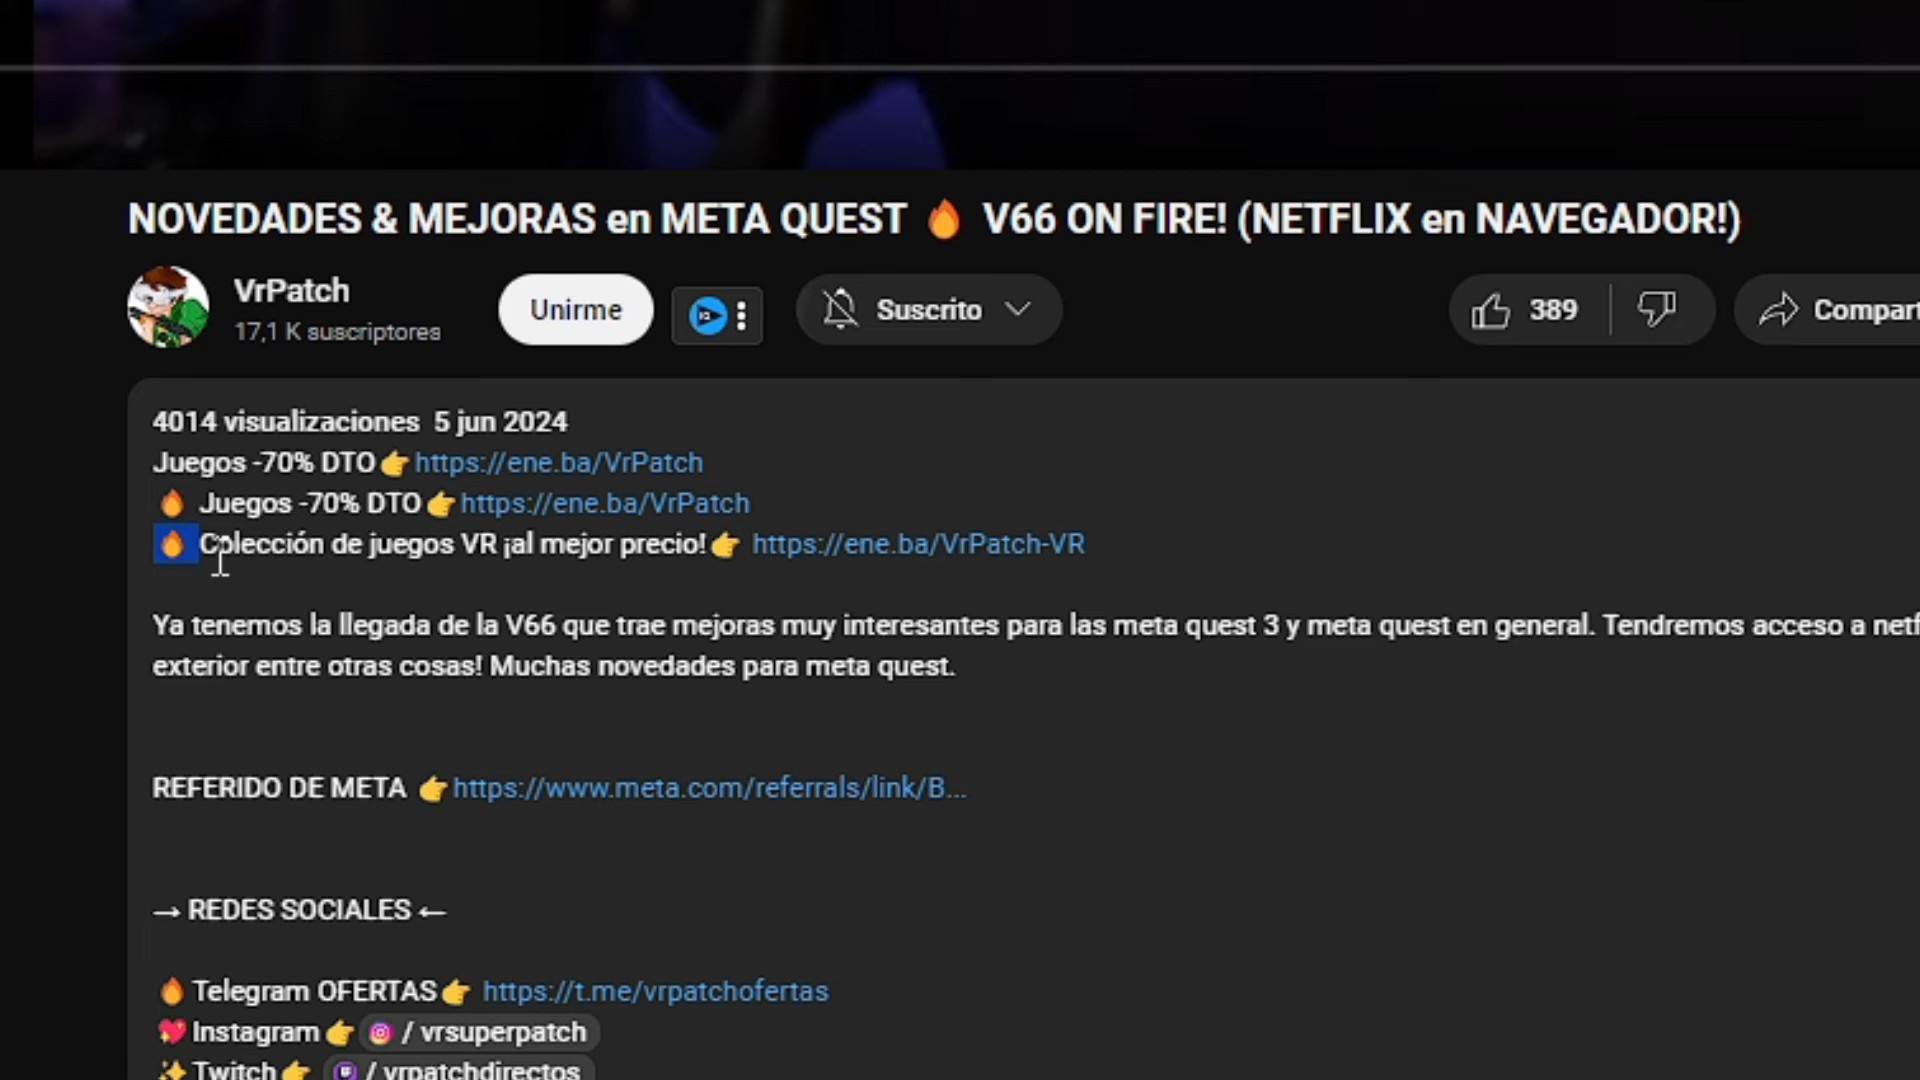 NOVEDADES & MEJORAS en META QUEST 🔥 V66 ON FIRE! (NETFLIX en NAVEGADOR!)
VrPatch
17,1 K suscriptores
Unirme
Suscrito
389
Compart
4014 visualizaciones 5 jun 2024
Juegos -70% DTO👉https://ene.ba/VrPatch
🔥 Juegos -70% DTO👉https://ene.ba/VrPatch
🔥 Colección de juegos VR ¡al mejor precio!👉 https://ene.ba/VrPatch-VR
Ya tenemos la llegada de la V66 que trae mejoras muy interesantes para las meta quest 3 y meta quest en general. Tendremos acceso a netf
exterior entre otras cosas! Muchas novedades para meta quest.
REFERIDO DE META 👉https://www.meta.com/referrals/link/B...
→ REDES SOCIALES ←
🔥Telegram OFERTAS👉 https://t.me/vrpatchofertas
💖Instagram👉 / vrsuperpatch
✨Twitch👉 / vrpatchdirectos